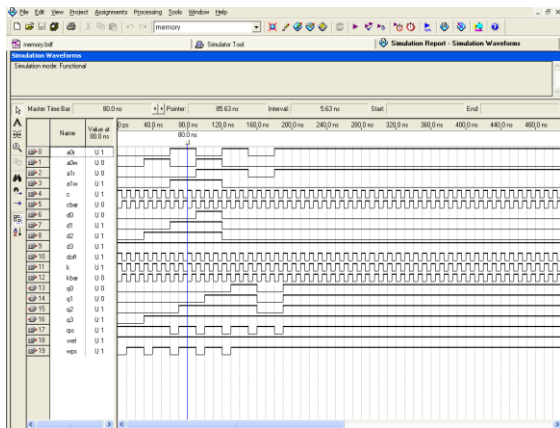 File Edit View Project Assignments Processing Tools Window Help
memory
memory.bdf Simulator Tool Simulation Report - Simulation Waveforms
Simulation Waveforms
Simulation mode: Functional
Master Time Bar: 80.0 ns Pointer: 85.63 ns Interval: 5.63 ns Start: End:
Name Value at 80.0 ns 0 ps 40.0 ns 80.0 ns 120.0 ns 160.0 ns 200.0 ns 240.0 ns 280.0 ns 320.0 ns 360.0 ns 400.0 ns 440.0 ns 480.0 ns
80.0 ns
0 a0r U 1
1 a0w U 0
2 a1r U 0
3 a1w U 1
4 c U 1
5 cbar U 0
6 d0 U 0
7 d1 U 1
8 d2 U 1
9 d3 U 1
10 doff U 1
11 k U 1
12 kbar U 0
13 q0 U 0
14 q1 U 0
15 q2 U 1
16 q3 U 1
17 rps U 1
18 vref U 1
19 wps U 1